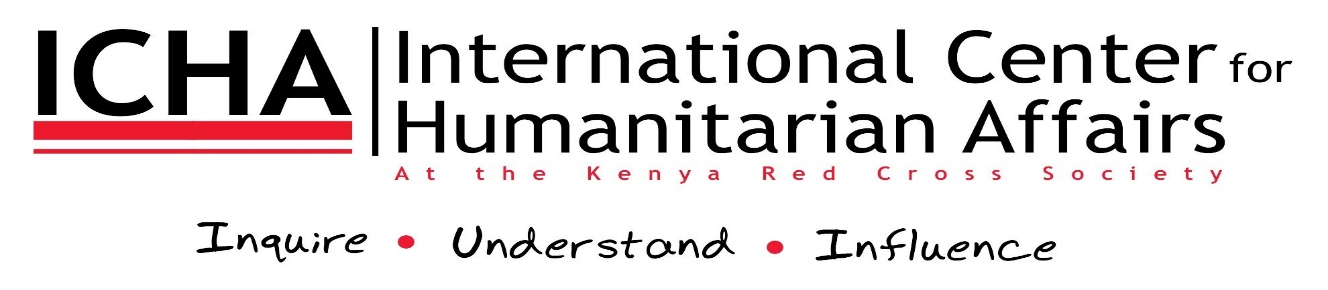 ICHA
International Center for
Humanitarian Affairs
At the Kenya Red Cross Society
Inquire • Understand • Influence